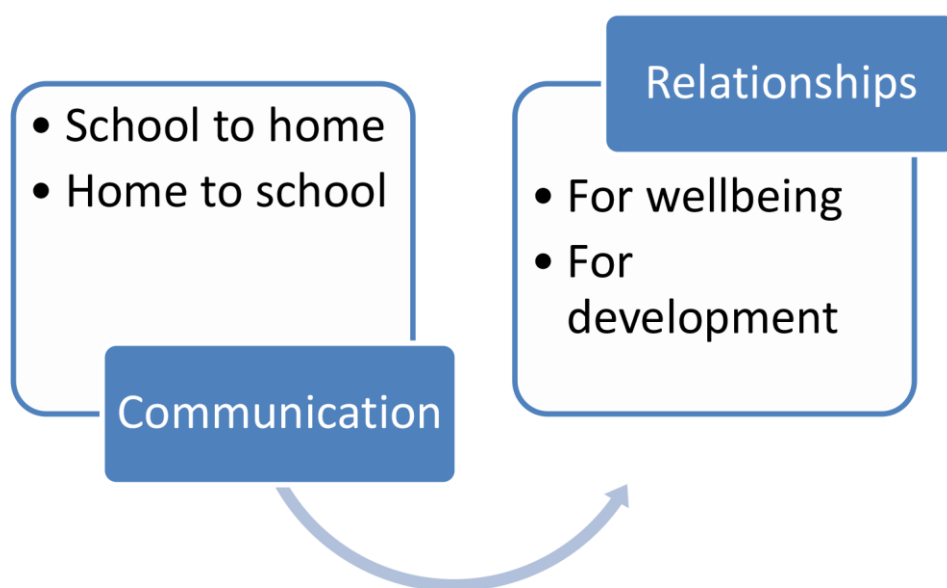 • School to home
• Home to school
Communication
Relationships
• For wellbeing
• For
development